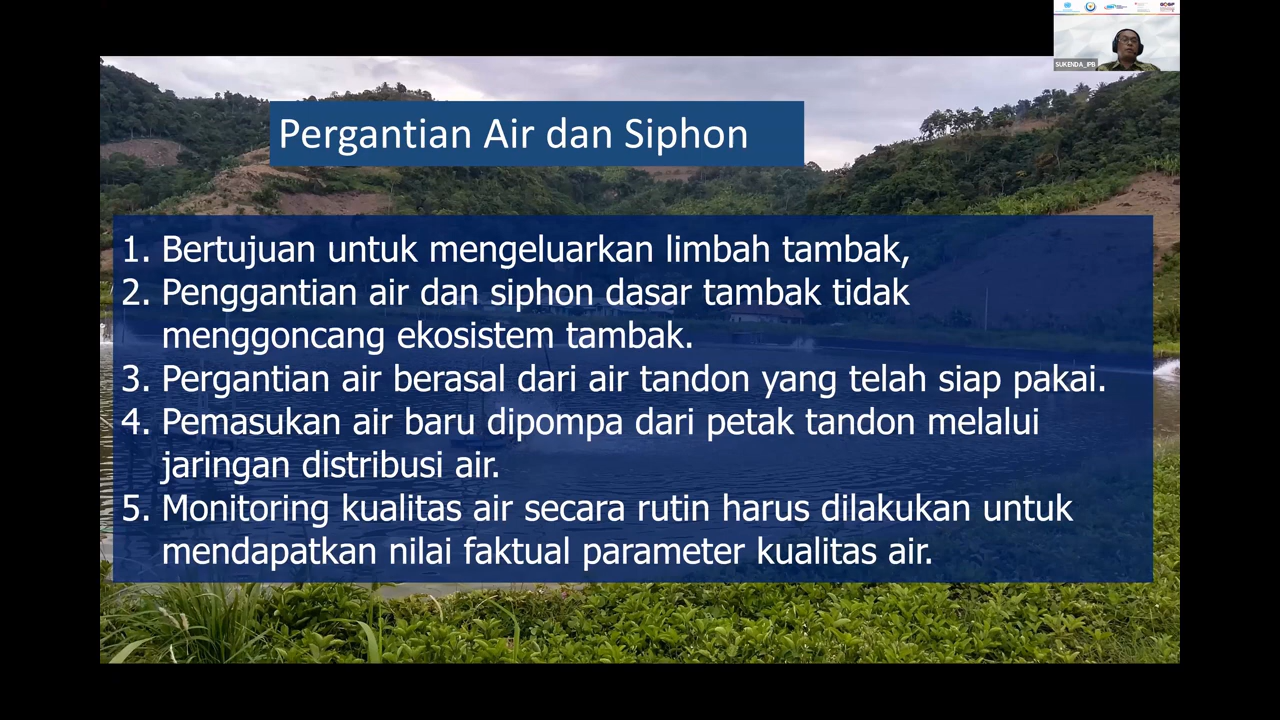 SUKENDA_IPB
Pergantian Air dan Siphon
1. Bertujuan untuk mengeluarkan limbah tambak,
2. Penggantian air dan siphon dasar tambak tidak
menggoncang ekosistem tambak.
3. Pergantian air berasal dari air tandon yang telah siap pakai.
4. Pemasukan air baru dipompa dari petak tandon melalui
jaringan distribusi air.
5. Monitoring kualitas air secara rutin harus dilakukan untuk
mendapatkan nilai faktual parameter kualitas air.